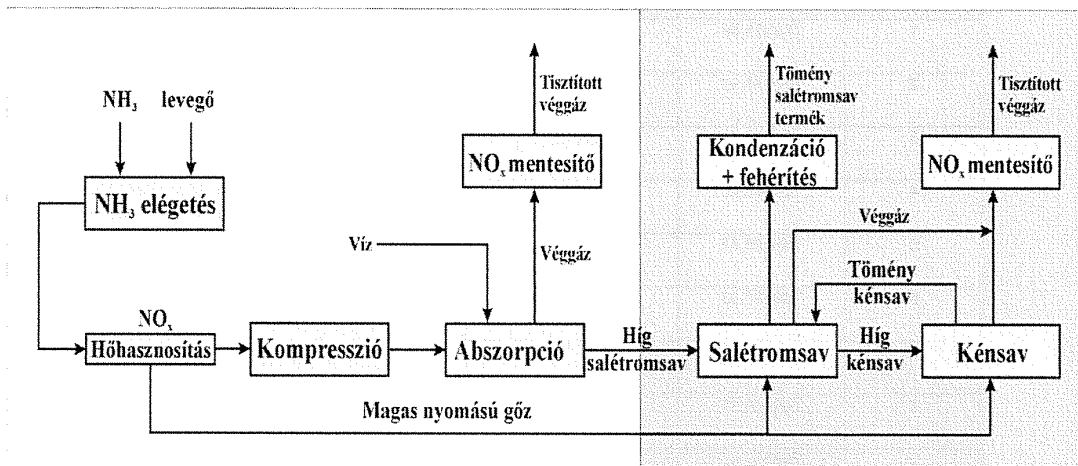 NH₃ levegő
NH₃ elégetés
NOₓ
Hőhasznosítás
Kompresszió
Víz
Abszorpció
Véggáz
NOₓ mentesítő
Tisztított
véggáz
Híg
salétromsav
Magas nyomású gőz
Salétromsav
Kondenzáció
+ fehérítés
Tömény
salétromsav
termék
Véggáz
Tömény
kénsav
Híg
kénsav
Kénsav
NOₓ mentesítő
Tisztított
véggáz